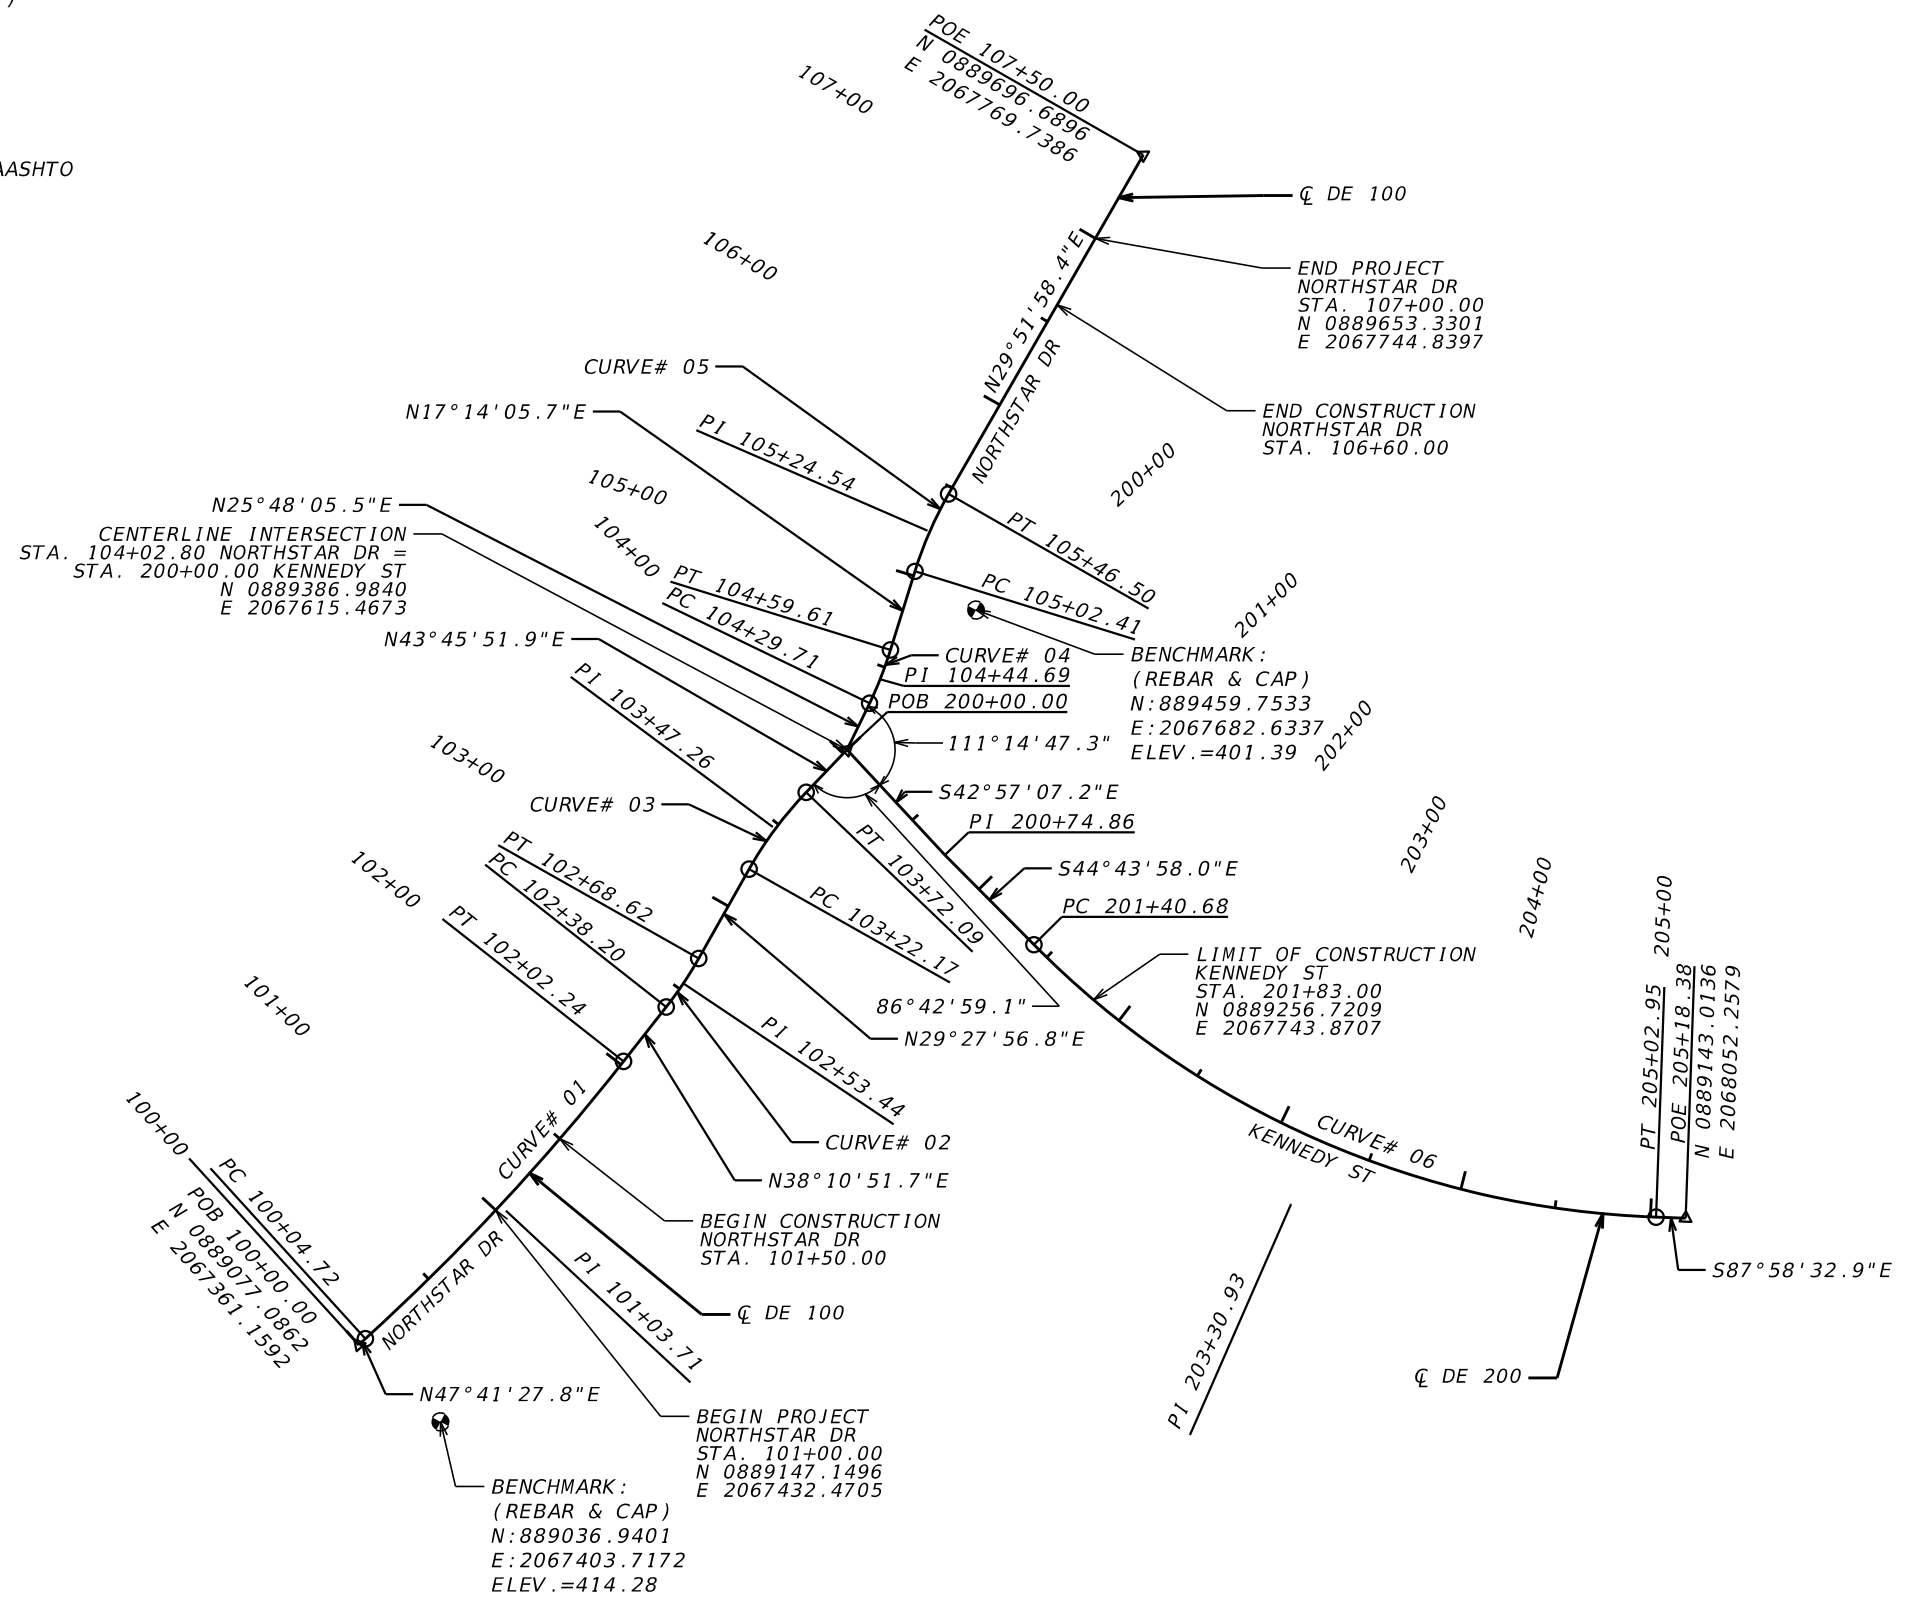 )
AASHTO
POE 107+50.00
N 0889696.6896
E 2067769.7386
107+00
℄ DE 100
106+00
N29°51'58.4"E
NORTHSTAR DR
END PROJECT
NORTHSTAR DR
STA. 107+00.00
N 0889653.3301
E 2067744.8397
CURVE# 05
N17°14'05.7"E
PI 105+24.54
END CONSTRUCTION
NORTHSTAR DR
STA. 106+60.00
200+00
105+00
N25°48'05.5"E
CENTERLINE INTERSECTION
STA. 104+02.80 NORTHSTAR DR =
STA. 200+00.00 KENNEDY ST
N 0889386.9840
E 2067615.4673
104+00
PT 104+59.61
PC 104+29.71
PT 105+46.50
PC 105+02.41
201+00
N43°45'51.9"E
CURVE# 04
PI 104+44.69
POB 200+00.00
BENCHMARK:
(REBAR & CAP)
N:889459.7533
E:2067682.6337
ELEV.=401.39
PI 103+47.26
111°14'47.3"
202+00
103+00
CURVE# 03
S42°57'07.2"E
PI 200+74.86
203+00
PT 102+68.62
PC 102+38.20
102+00
PT 102+02.24
PT 103+72.09
PC 103+22.17
S44°43'58.0"E
PC 201+40.68
204+00
205+00
LIMIT OF CONSTRUCTION
KENNEDY ST
STA. 201+83.00
N 0889256.7209
E 2067743.8707
86°42'59.1"
N29°27'56.8"E
101+00
PI 102+53.44
PT 205+02.95
POE 205+18.38
N 0889143.0136
E 2068052.2579
100+00
CURVE# 01
CURVE# 02
CURVE# 06
KENNEDY ST
N38°10'51.7"E
PC 100+04.72
POB 100+00.00
N 0889077.0862
E 2067361.1592
NORTHSTAR DR
BEGIN CONSTRUCTION
NORTHSTAR DR
STA. 101+50.00
S87°58'32.9"E
PI 101+03.71
℄ DE 100
PI 203+30.93
℄ DE 200
N47°41'27.8"E
BEGIN PROJECT
NORTHSTAR DR
STA. 101+00.00
N 0889147.1496
E 2067432.4705
BENCHMARK:
(REBAR & CAP)
N:889036.9401
E:2067403.7172
ELEV.=414.28